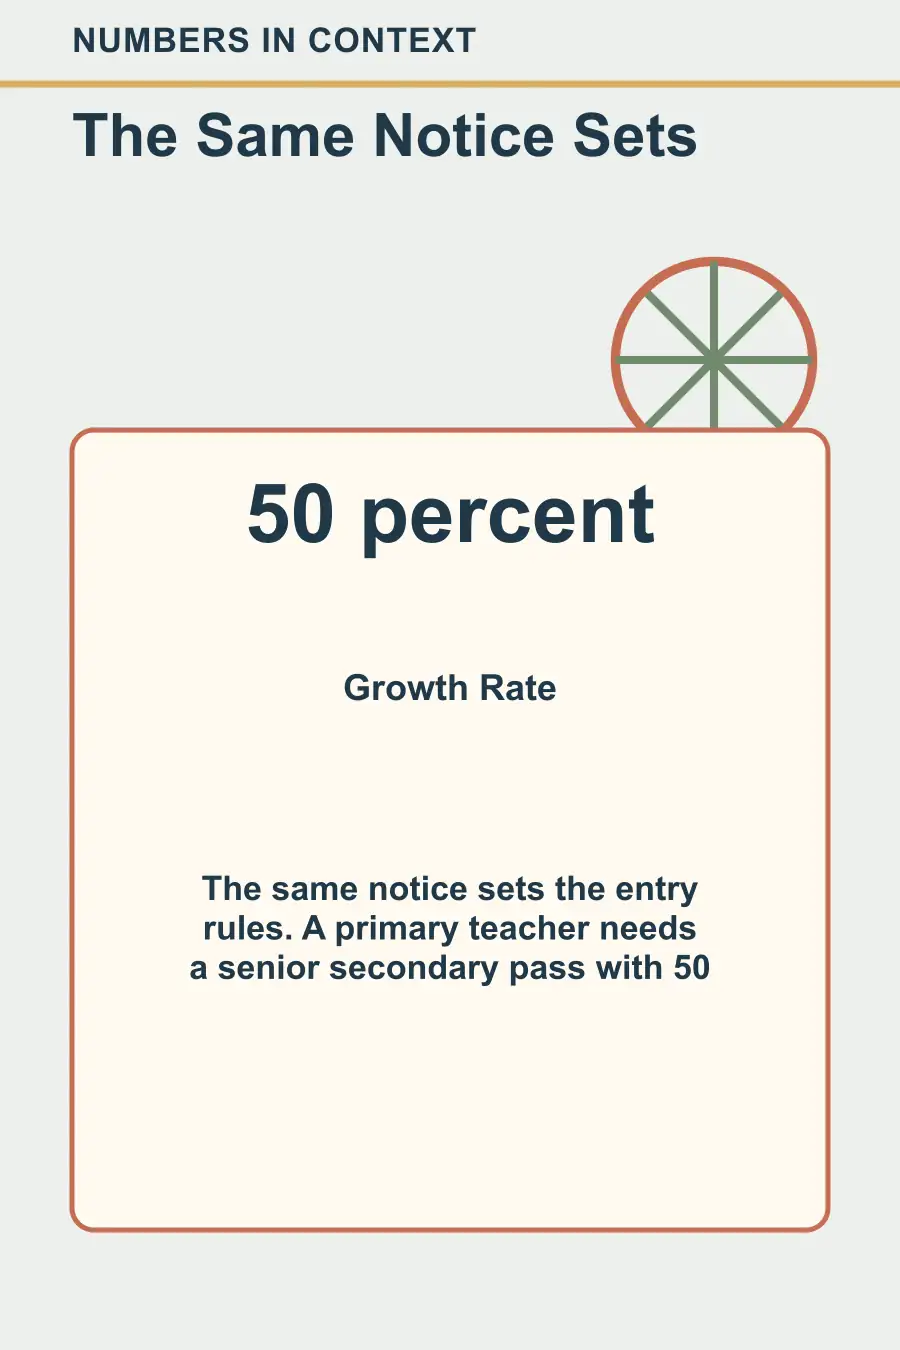 NUMBERS IN CONTEXT
The Same Notice Sets
50 percent
Growth Rate
The same notice sets the entry
rules. A primary teacher needs
a senior secondary pass with 50